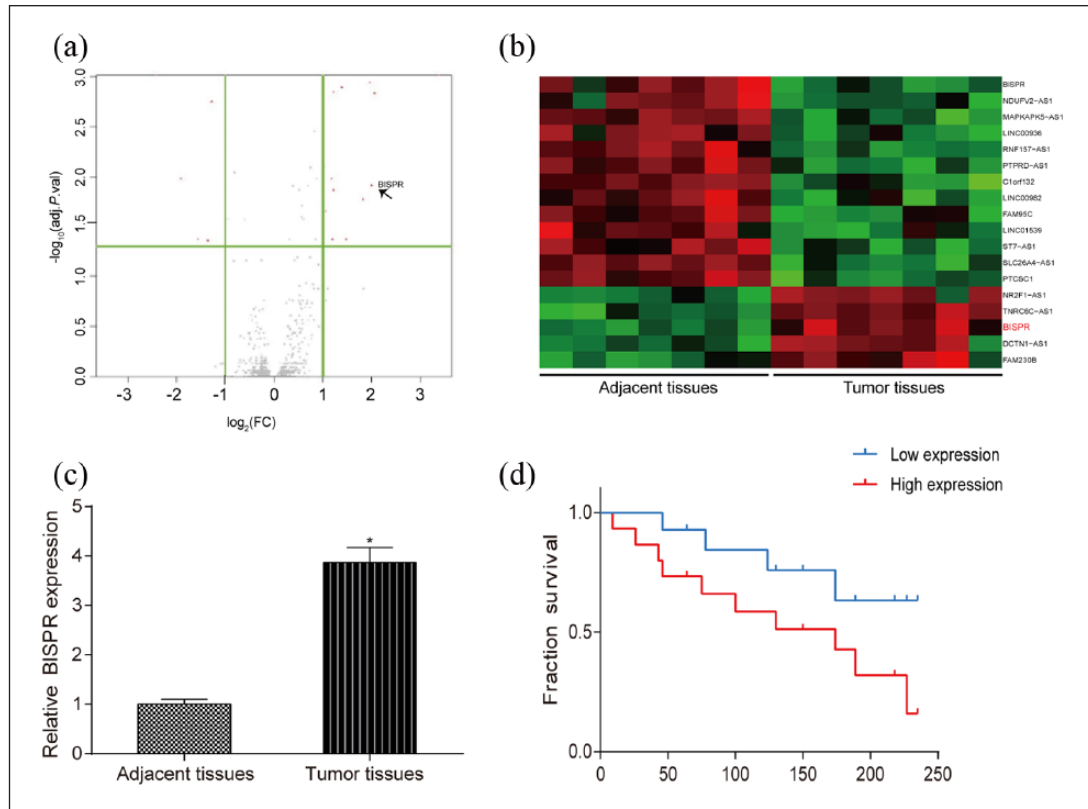 (a)
3.0
2.0
1.5
1.0
0.5
0.0
-log10(adj.P.val)
BISPR
-3 -2 -1 0 1 2 3
log2(FC)
(b)
BISPR
NDUFV2-AS1
MAPKAPK5-AS1
LINC00936
RNF157-AS1
PTPRD-AS1
C1orf132
LINC00982
FAM95C
LINC01539
ST7-AS1
SLC26A4-AS1
PTCSC1
NR2F1-AS1
TNRC6C-AS1
BISPR
DCTN1-AS1
FAM230B
Adjacent tissues Tumor tissues
(c)
5
4
3
2
1
0
Relative BISPR expression
*
Adjacent tissues Tumor tissues
(d)
Low expression
High expression
1.0
0.5
0.0
Fraction survival
0 50 100 150 200 250